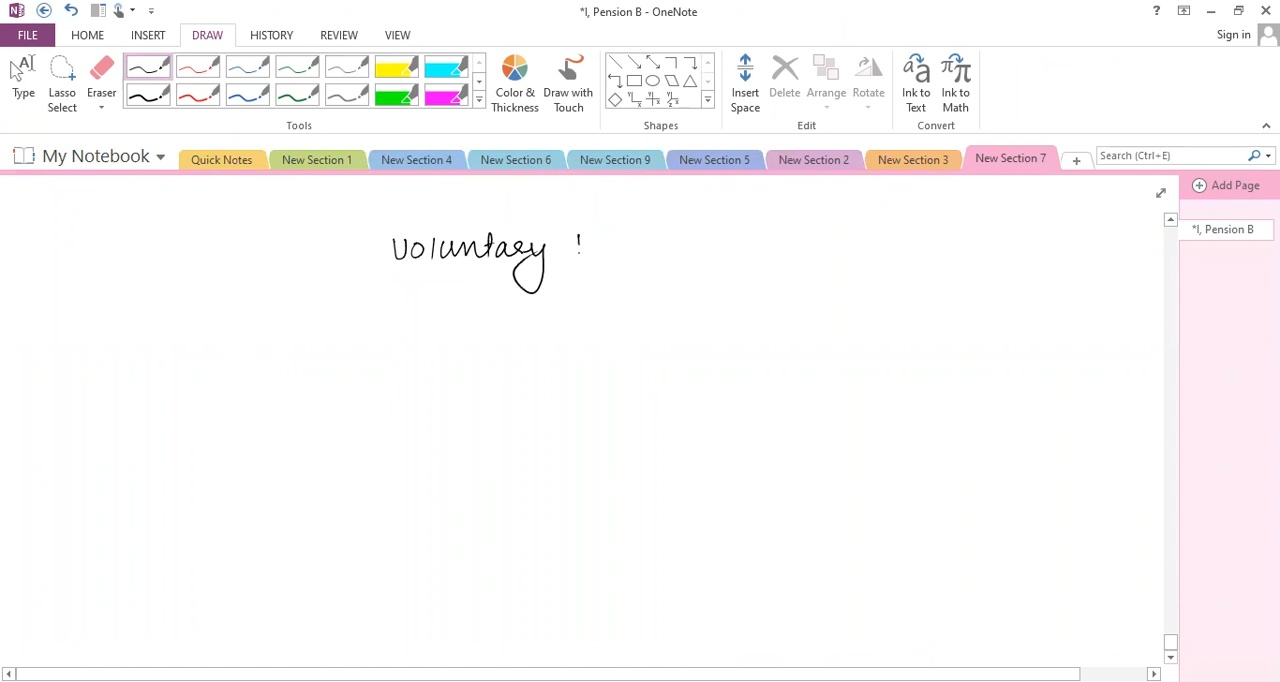 *I, Pension B - OneNote
? 
FILE HOME INSERT DRAW HISTORY REVIEW VIEW Sign in
Type Lasso Select Eraser Color & Thickness Draw with Touch Insert Space Delete Arrange Rotate Ink to Text Ink to Math
Tools Shapes Edit Convert
My Notebook Quick Notes New Section 1 New Section 4 New Section 6 New Section 9 New Section 5 New Section 2 New Section 3 New Section 7 + Search (Ctrl+E)
Add Page
*I, Pension B
Voluntary !